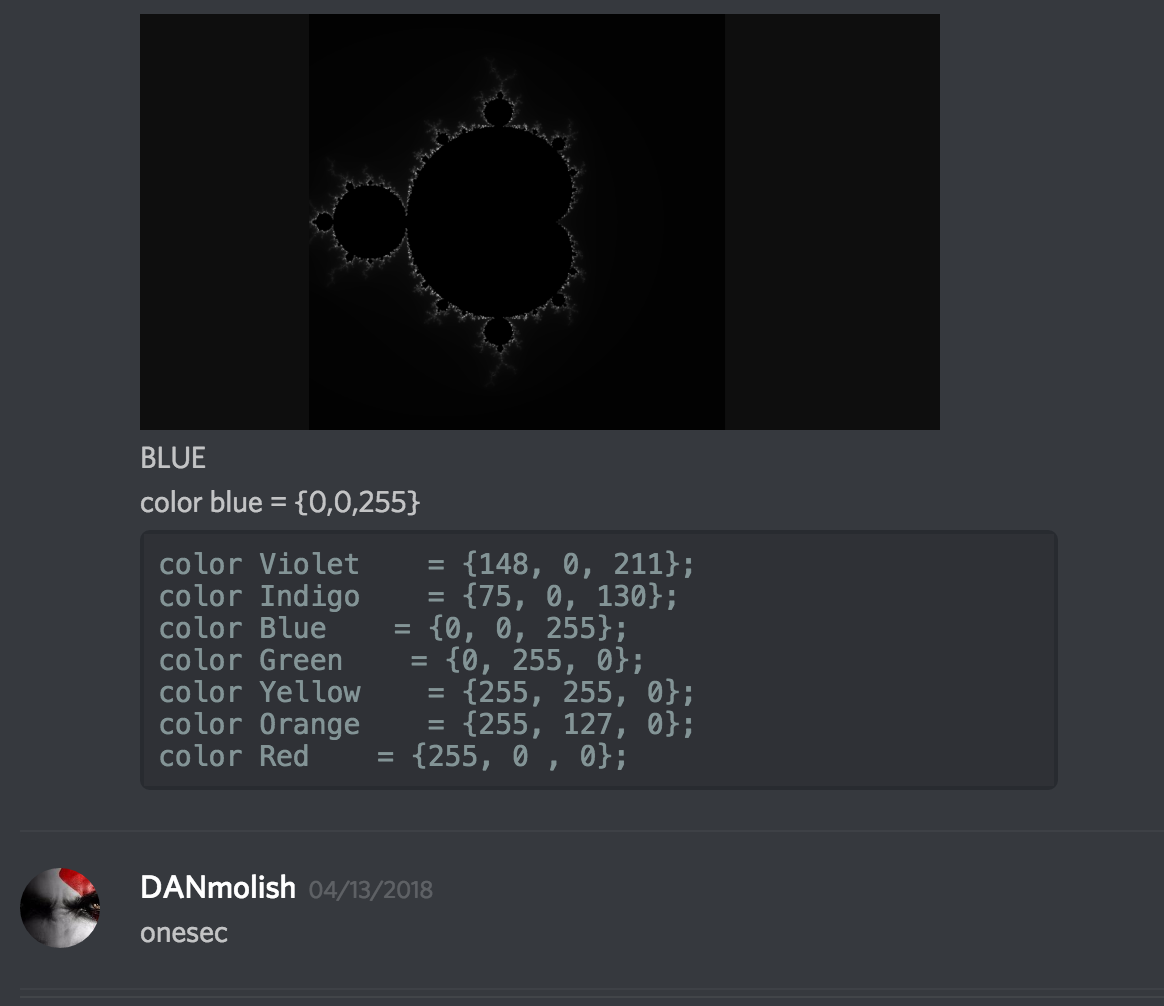 BLUE
color blue = {0,0,255}
color Violet    = {148, 0, 211};
color Indigo    = {75, 0, 130};
color Blue    = {0, 0, 255};
color Green    = {0, 255, 0};
color Yellow    = {255, 255, 0};
color Orange    = {255, 127, 0};
color Red    = {255, 0 , 0};
DANmolish 04/13/2018
onesec